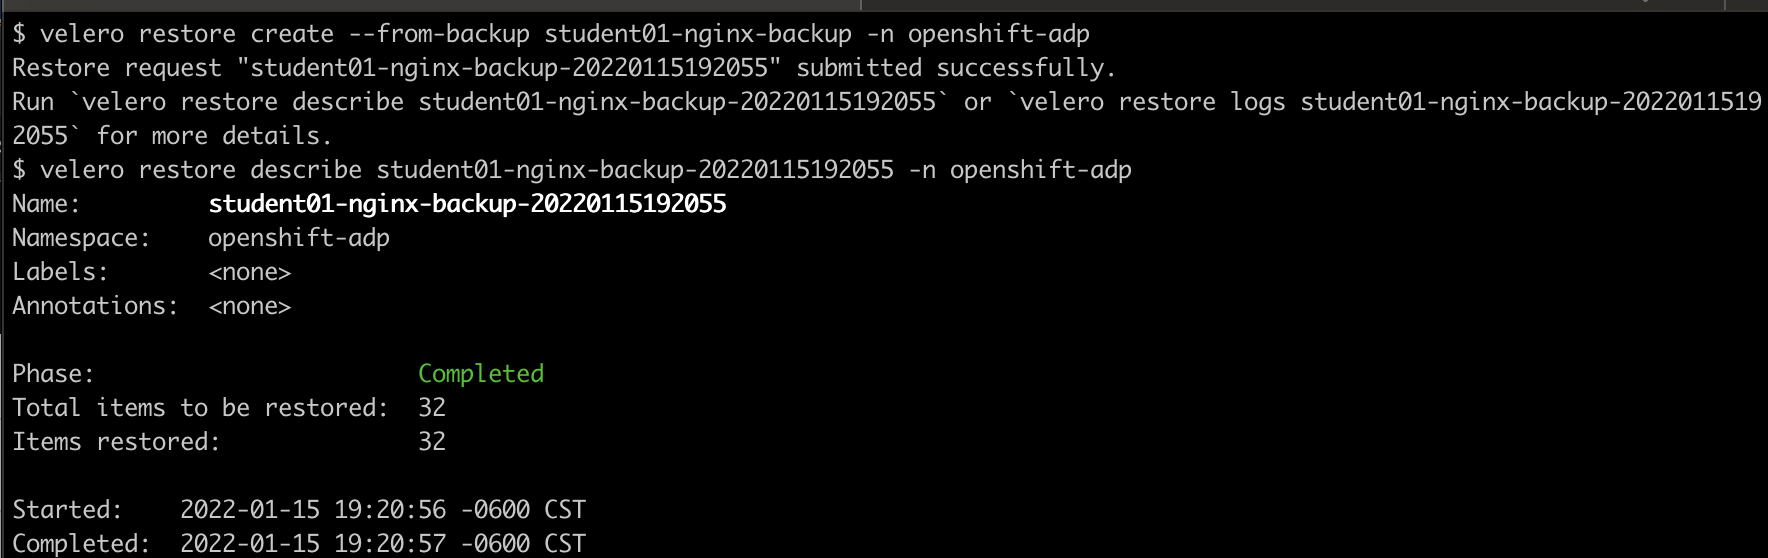 $ velero restore create --from-backup student01-nginx-backup -n openshift-adp
Restore request "student01-nginx-backup-20220115192055" submitted successfully.
Run `velero restore describe student01-nginx-backup-20220115192055` or `velero restore logs student01-nginx-backup-2022011519
2055` for more details.
$ velero restore describe student01-nginx-backup-20220115192055 -n openshift-adp
Name:         student01-nginx-backup-20220115192055
Namespace:    openshift-adp
Labels:       <none>
Annotations:  <none>
Phase:                       Completed
Total items to be restored:  32
Items restored:              32
Started:    2022-01-15 19:20:56 -0600 CST
Completed:  2022-01-15 19:20:57 -0600 CST